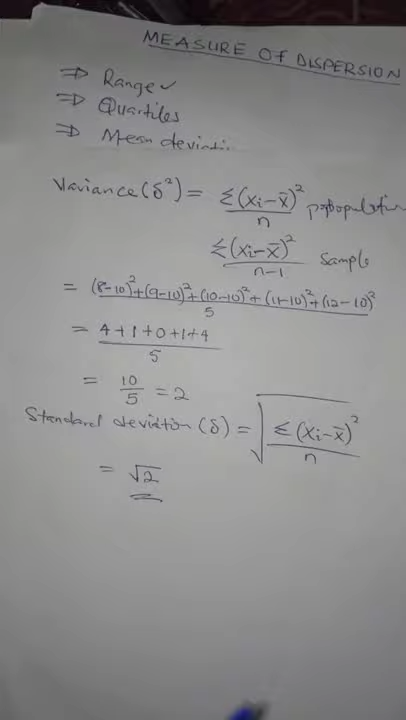 MEASURE OF DISPERSION
⇒ Range ✓
⇒ Quartiles
⇒ Mean deviati
Variance (δ²) = Σ(xi-x̄)²/n population
Σ(xi-x̄)²/n-1 Sample
= (8-10)²+(9-10)²+(10-10)²+(11-10)²+(12-10)²/5
= 4+1+0+1+4/5
= 10/5 = 2
Standard deviation (δ) = √Σ(xi-x̄)²/n
= √2